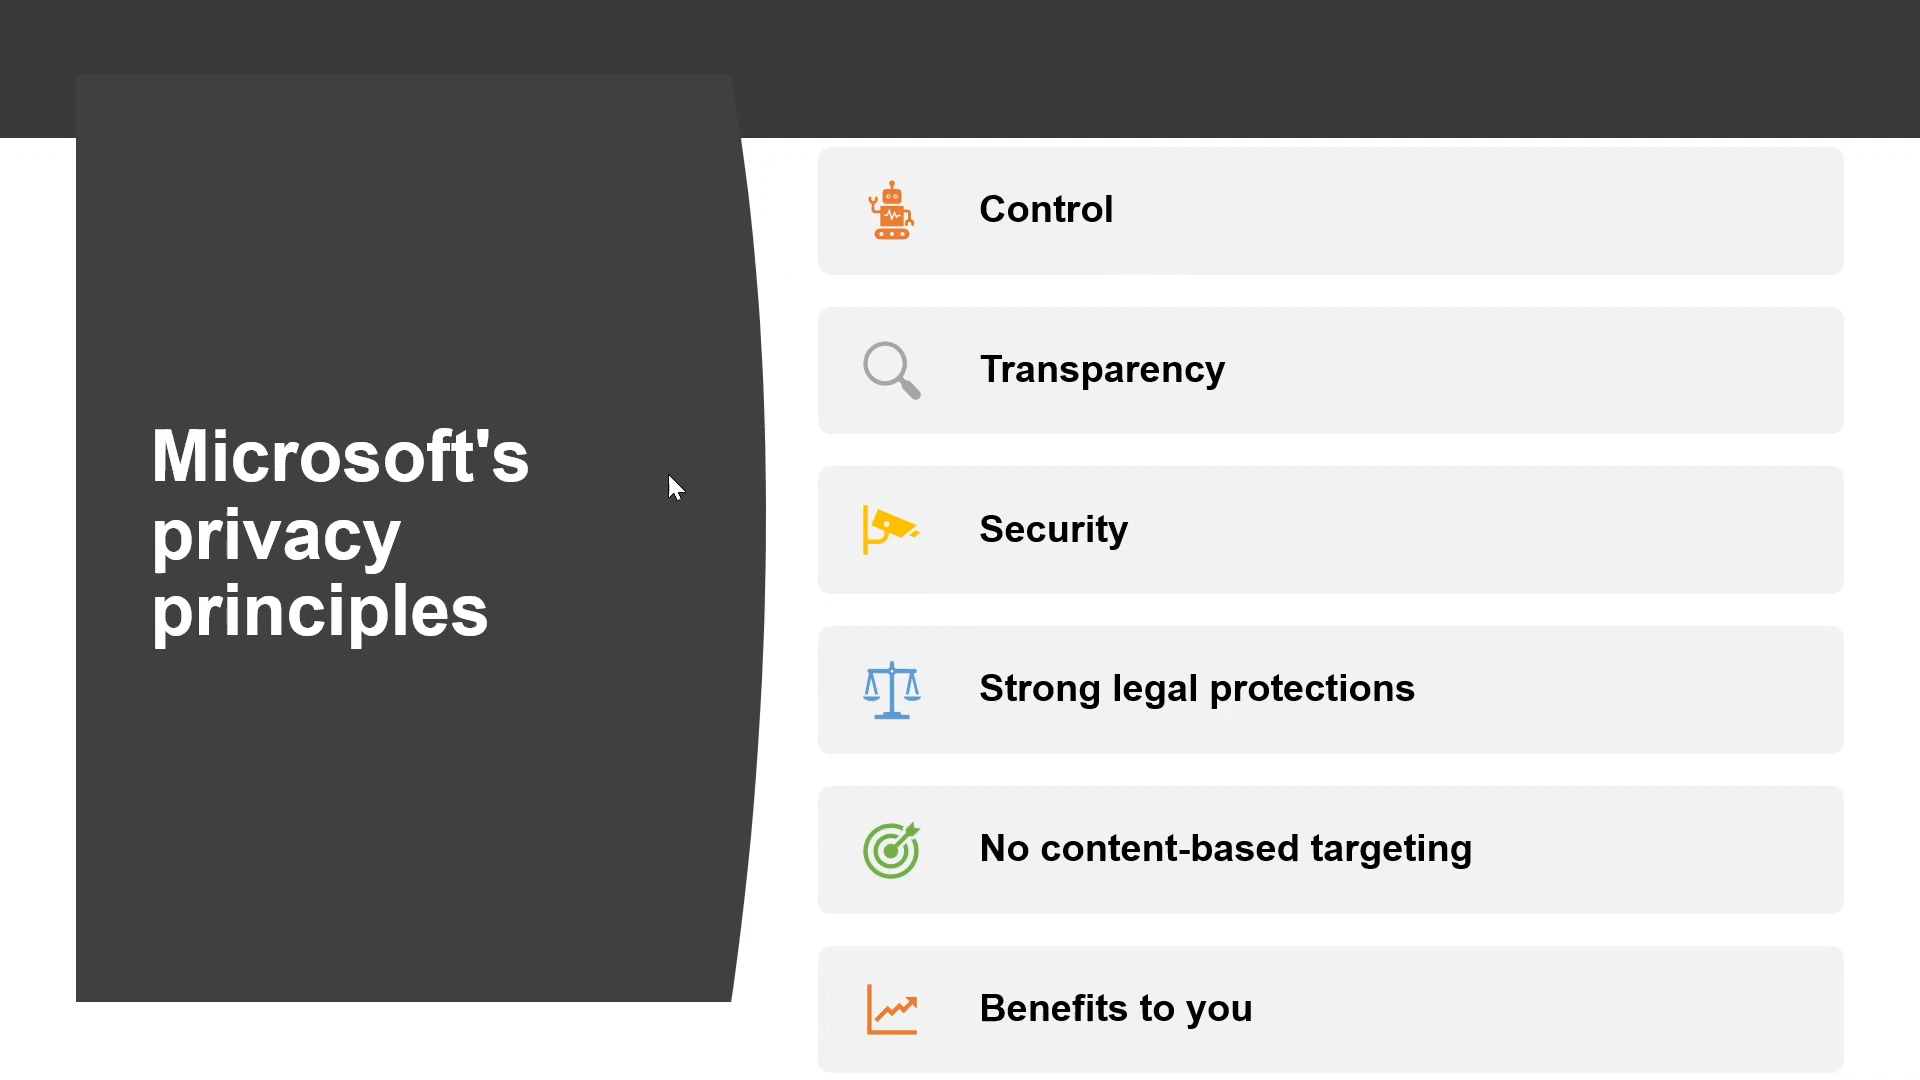 Microsoft's
privacy
principles
Control
Transparency
Security
Strong legal protections
No content-based targeting
Benefits to you